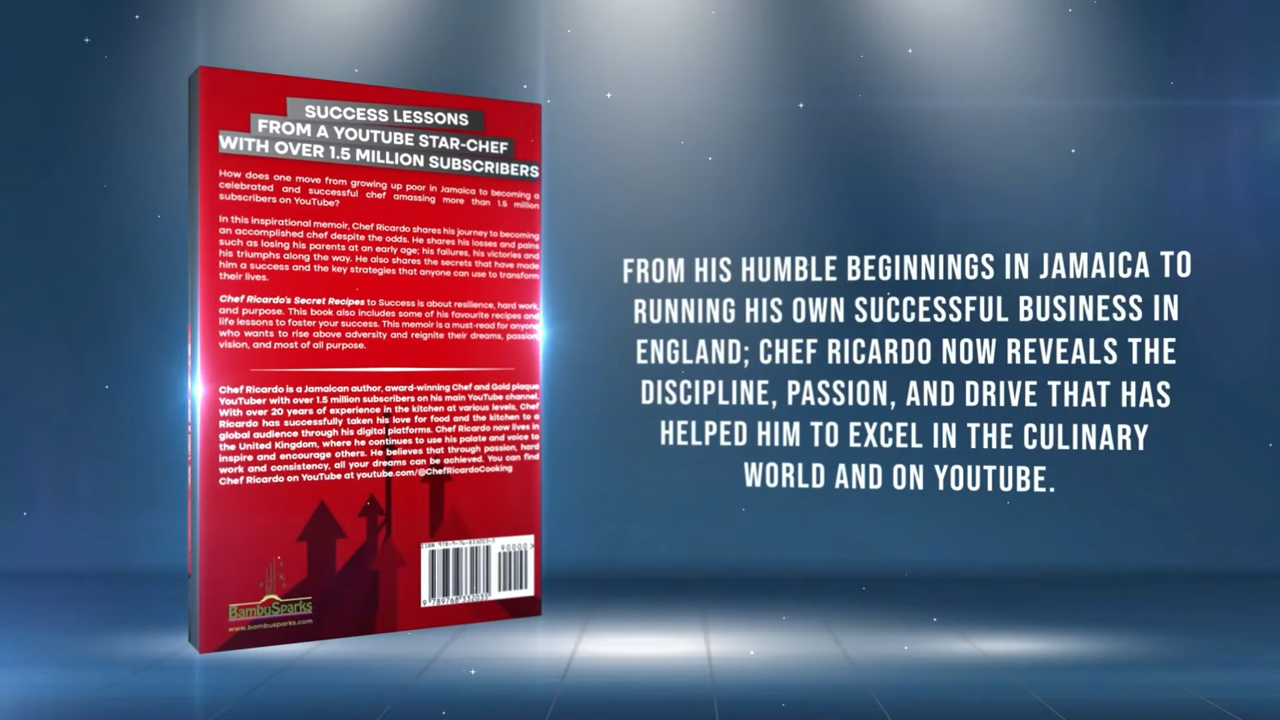 SUCCESS LESSONS
FROM A YOUTUBE STAR-CHEF
WITH OVER 1.5 MILLION SUBSCRIBERS
How does one move from growing up poor in Jamaica to becoming a
celebrated and successful chef amassing more than 1.5 million
subscribers on YouTube?
In this inspirational memoir, Chef Ricardo shares his journey to becoming
an accomplished chef despite the odds. He shares his losses and pains
such as losing his parents at an early age; his failures, his victories and
his triumphs along the way. He also shares the secrets that have made
him a success and the key strategies that anyone can use to transform
their lives.
Chef Ricardo's Secret Recipes to Success is about resilience, hard work,
and purpose. This book also includes some of his favourite recipes and
life lessons to foster your success. This memoir is a must-read for anyone
who wants to rise above adversity and reignite their dreams, passion,
vision, and most of all purpose.
Chef Ricardo is a Jamaican author, award-winning Chef and Gold plaque
YouTuber with over 1.5 million subscribers on his main YouTube channel.
With over 20 years of experience in the kitchen at various levels, Chef
Ricardo has successfully taken his love for food and the kitchen to a
global audience through his digital platforms. Chef Ricardo now lives in
the United Kingdom, where he continues to use his palate and voice to
inspire and encourage others. He believes that through passion, hard
work and consistency, all your dreams can be achieved. You can find
Chef Ricardo on YouTube at youtube.com/@ChefRicardoCooking
90000>
BambuSparks
www.bambusparks.com
FROM HIS HUMBLE BEGINNINGS IN JAMAICA TO
RUNNING HIS OWN SUCCESSFUL BUSINESS IN
ENGLAND; CHEF RICARDO NOW REVEALS THE
DISCIPLINE, PASSION, AND DRIVE THAT HAS
HELPED HIM TO EXCEL IN THE CULINARY
WORLD AND ON YOUTUBE.